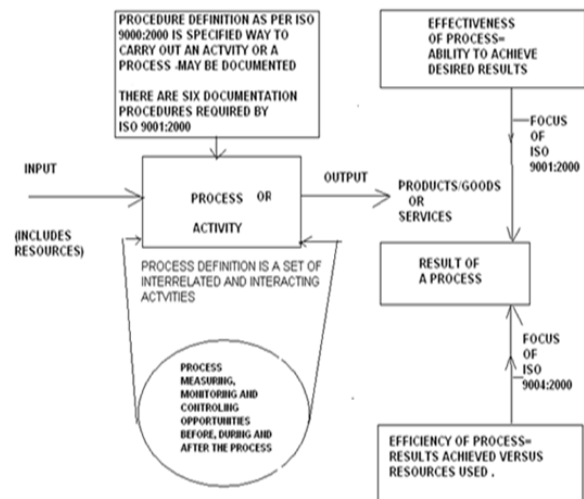 PROCEDURE DEFINITION AS PER ISO
9000:2000 IS SPECIFIED WAY TO
CARRY OUT AN ACTVITY OR A
PROCESS -MAY BE DOCUMENTED
THERE ARE SIX DOCUMENTATION
PROCEDURES REQUIRED BY
ISO 9001:2000
EFFECTIVENESS
OF PROCESS=
ABILITY TO ACHIEVE
DESIRED RESULTS
FOCUS
OF
ISO
9001:2000
INPUT
(INCLUDES
RESOURCES)
PROCESS OR
ACTIVITY
OUTPUT
PRODUCTS/GOODS
OR
SERVICES
PROCESS DEFINITION IS A SET OF
INTERRELATED AND INTERACTING
ACTVITIES
RESULT OF
A PROCESS
PROCESS
MEASURING,
MONITORING AND
CONTROLING
OPPORTUNITIES
BEFORE, DURING AND
AFTER THE PROCESS
FOCUS
OF
ISO
9004:2000
EFFICIENCY OF PROCESS=
RESULTS ACHIEVED VERSUS
RESOURCES USED .